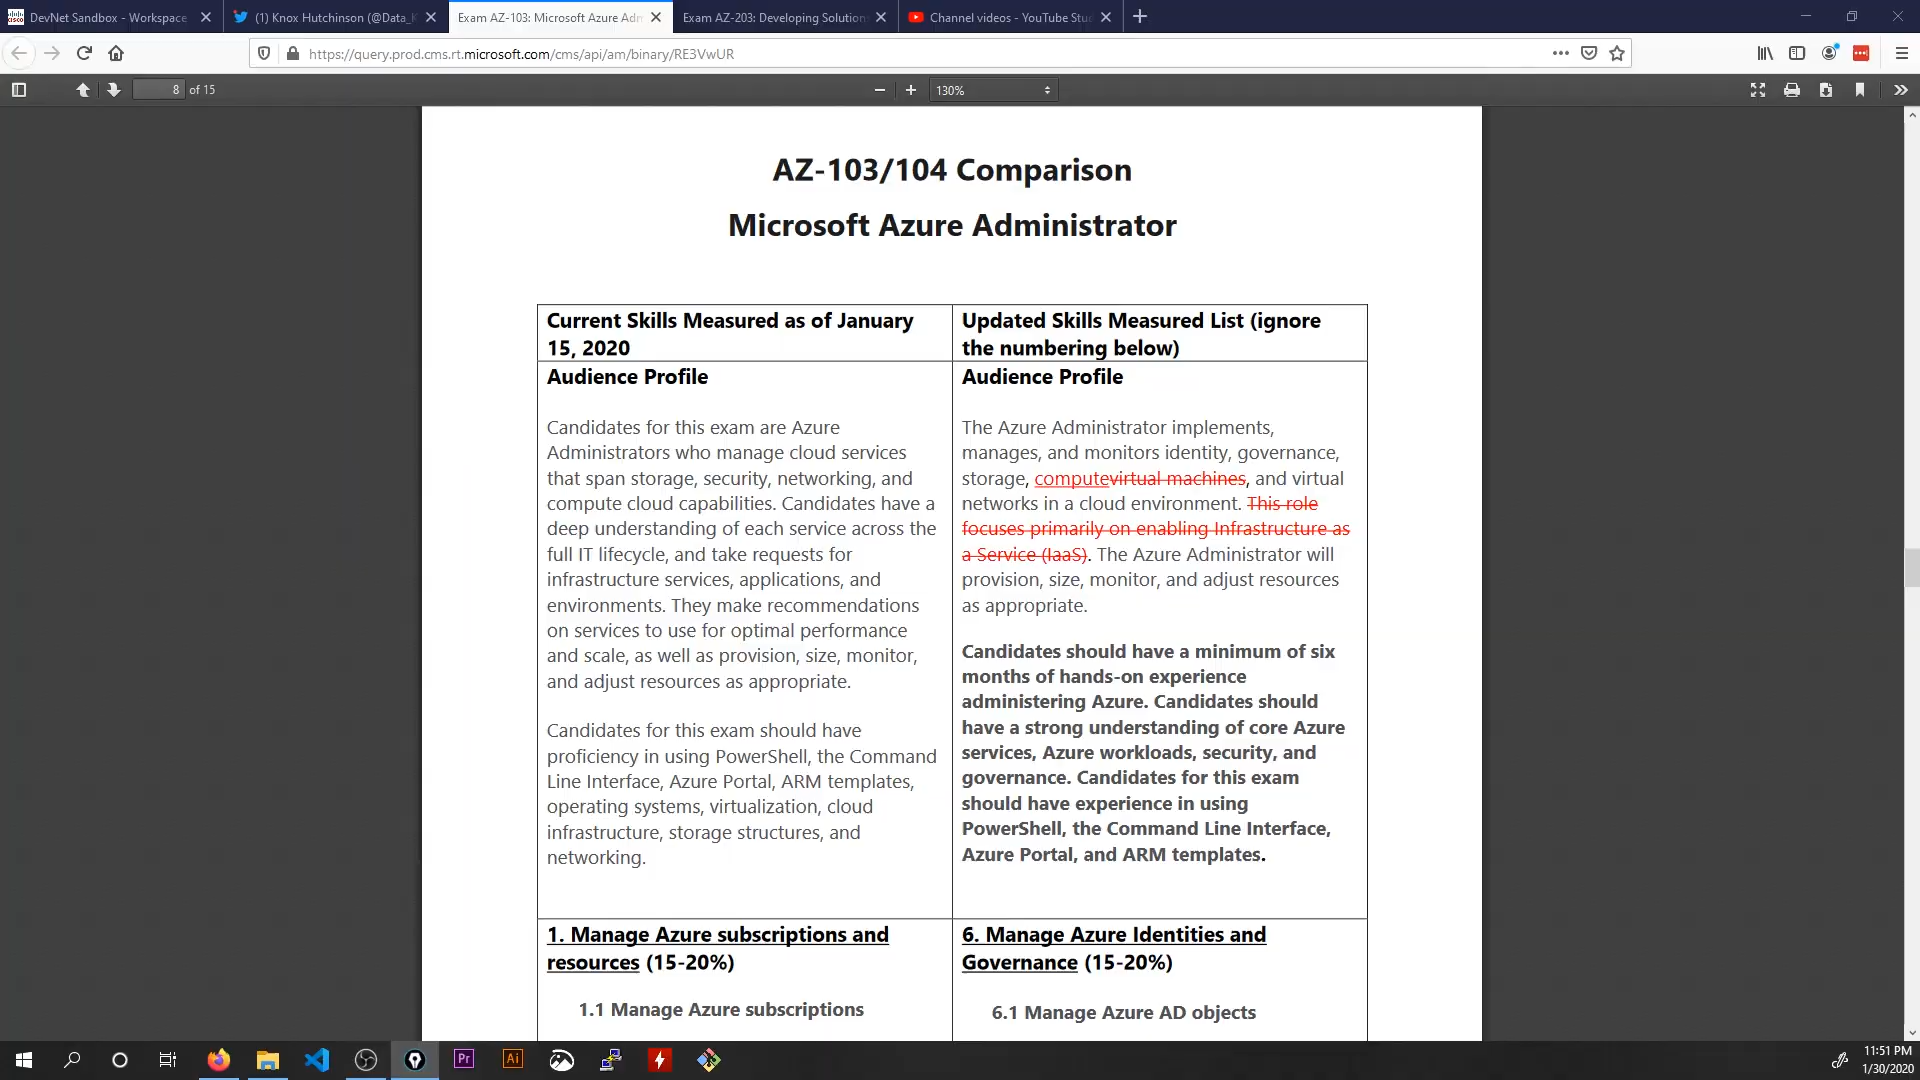 DevNet Sandbox - Workspace
(1) Knox Hutchinson (@Data_K
Exam AZ-103: Microsoft Azure Adm
Exam AZ-203: Developing Solution
Channel videos - YouTube Stu
https://query.prod.cms.rt.microsoft.com/cms/api/am/binary/RE3VwUR
8 of 15
130%
AZ-103/104 Comparison
Microsoft Azure Administrator
Current Skills Measured as of January
15, 2020
Audience Profile
Candidates for this exam are Azure
Administrators who manage cloud services
that span storage, security, networking, and
compute cloud capabilities. Candidates have a
deep understanding of each service across the
full IT lifecycle, and take requests for
infrastructure services, applications, and
environments. They make recommendations
on services to use for optimal performance
and scale, as well as provision, size, monitor,
and adjust resources as appropriate.
Candidates for this exam should have
proficiency in using PowerShell, the Command
Line Interface, Azure Portal, ARM templates,
operating systems, virtualization, cloud
infrastructure, storage structures, and
networking.
1. Manage Azure subscriptions and
resources (15-20%)
1.1 Manage Azure subscriptions
Updated Skills Measured List (ignore
the numbering below)
Audience Profile
The Azure Administrator implements,
manages, and monitors identity, governance,
storage, computevirtual machines, and virtual
networks in a cloud environment. This role
focuses primarily on enabling Infrastructure as
a Service (IaaS). The Azure Administrator will
provision, size, monitor, and adjust resources
as appropriate.
Candidates should have a minimum of six
months of hands-on experience
administering Azure. Candidates should
have a strong understanding of core Azure
services, Azure workloads, security, and
governance. Candidates for this exam
should have experience in using
PowerShell, the Command Line Interface,
Azure Portal, and ARM templates.
6. Manage Azure Identities and
Governance (15-20%)
6.1 Manage Azure AD objects
Pr
Ai
11:51 PM
1/30/2020